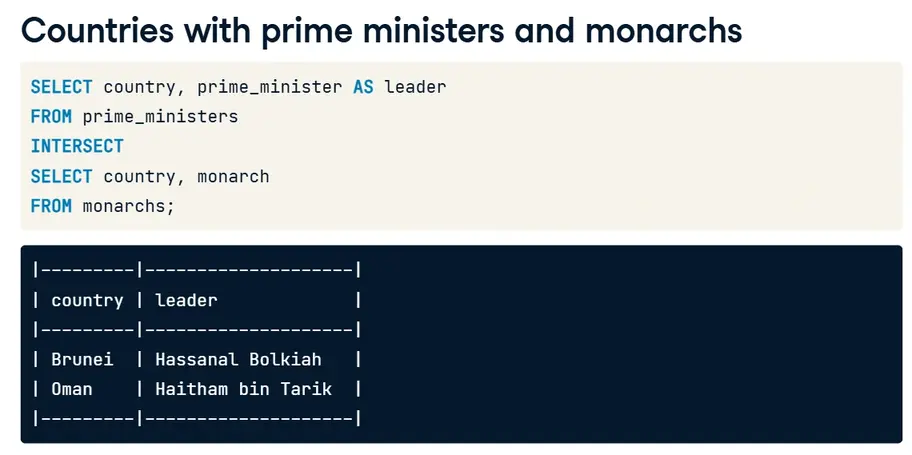 Countries with prime ministers and monarchs
SELECT country, prime_minister AS leader
FROM prime_ministers
INTERSECT
SELECT country, monarch
FROM monarchs;
|---------|--------------------|
| country | leader             |
|---------|--------------------|
| Brunei  | Hassanal Bolkiah   |
| Oman    | Haitham bin Tarik  |
|---------|--------------------|